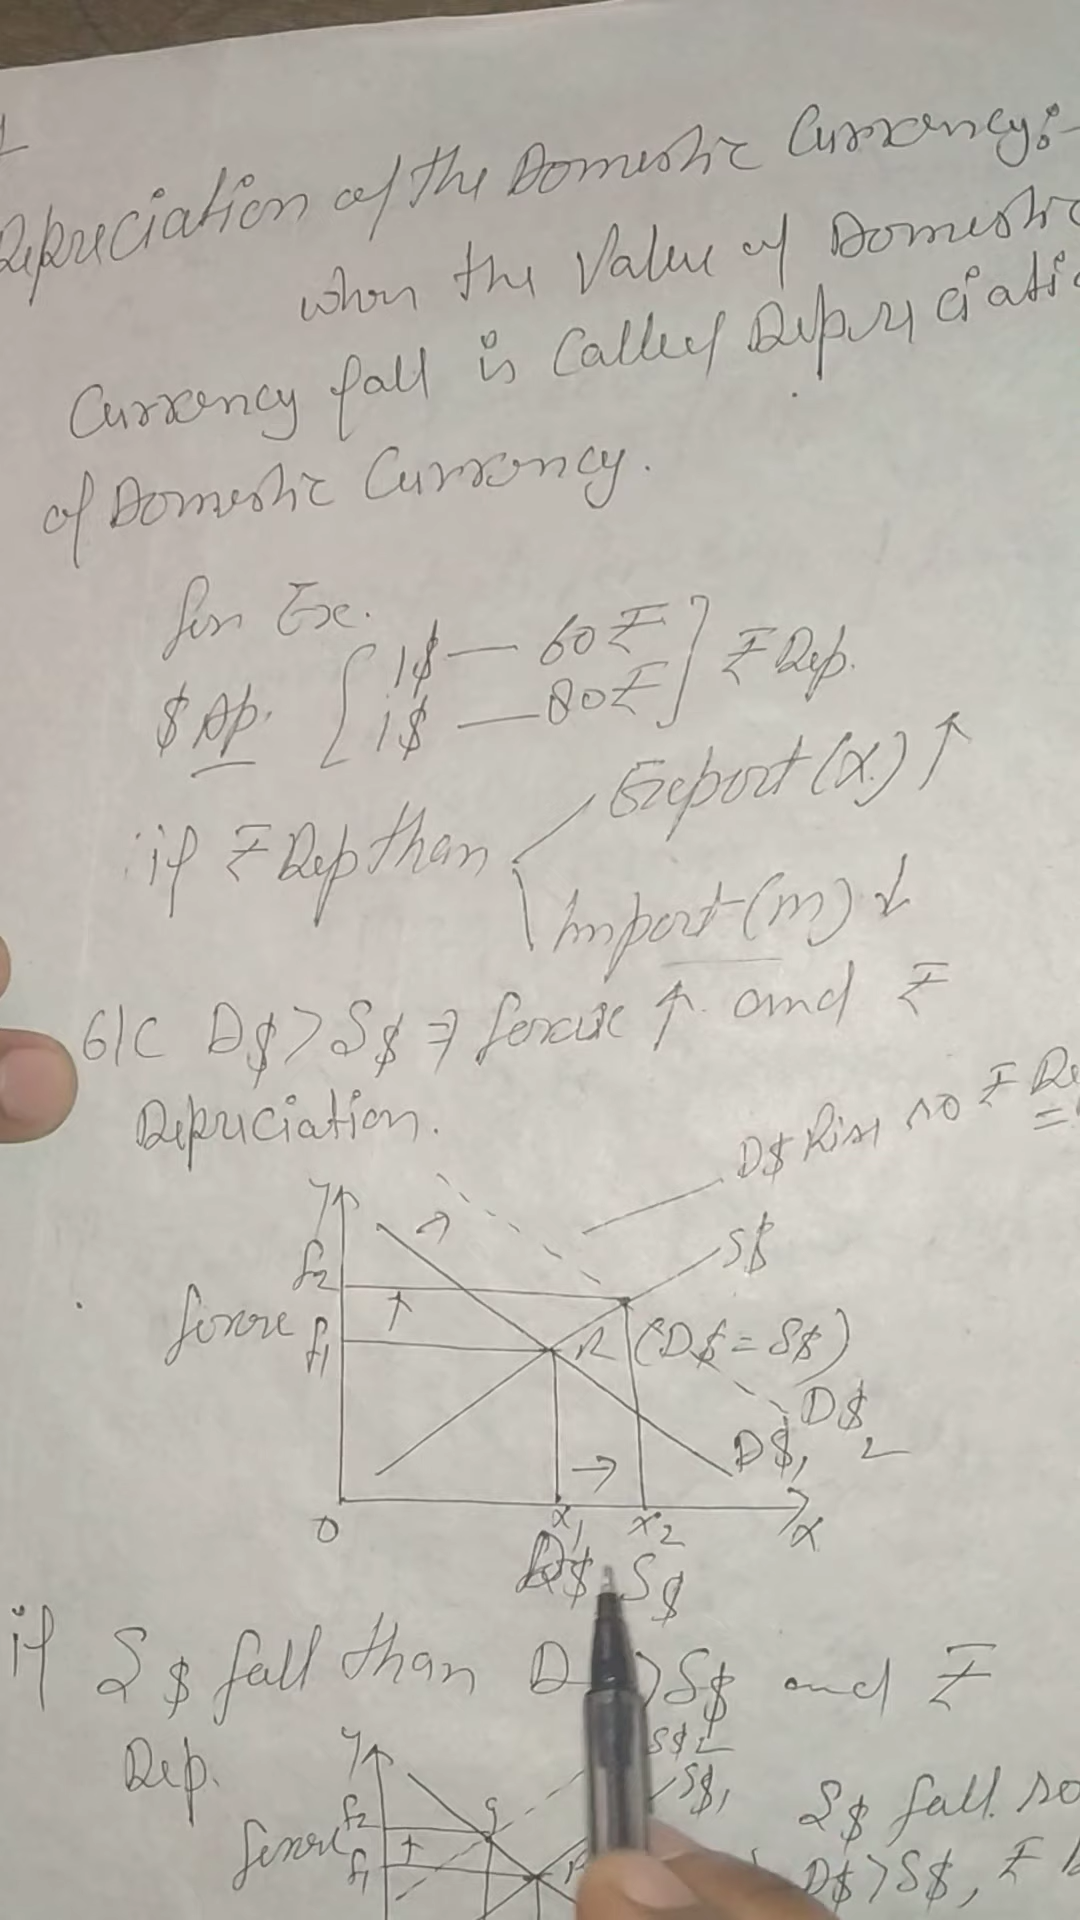 Depreciation of the Domestic Currency:-
when the Value of Domestic
Currency fall is Called Depreciatio
of Domestic Currency.
for Ex.
$ Ap. [ 1$ — 60₹ ] ₹ Dep.
1$ — 80₹
if ₹ Dep than
Export (x) ↑
Import (m) ↓
b/c D$ > S$ ⇒ forex ↑ and ₹
Depreciation.
D$ Rise so ₹ De
y
S$
f2
forex f1
R (D$ = S$)
D$2
D$1
O x1 x2 x
D$ S$
if S$ fall than D > S$ and ₹
Dep.
y
S$2
S$1
S$ fall so
f2
forex
f1
D$ > S$, ₹